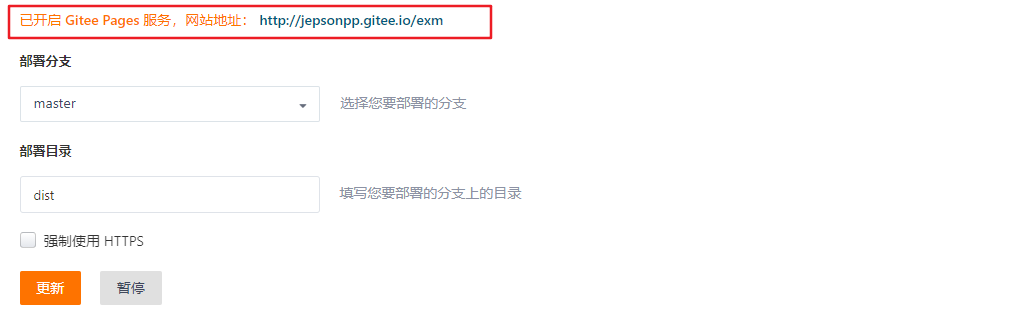 已开启 Gitee Pages 服务，网站地址： http://jepsonpp.gitee.io/exm
部署分支
master 选择您要部署的分支
部署目录
dist 填写您要部署的分支上的目录
强制使用 HTTPS
更新 暂停